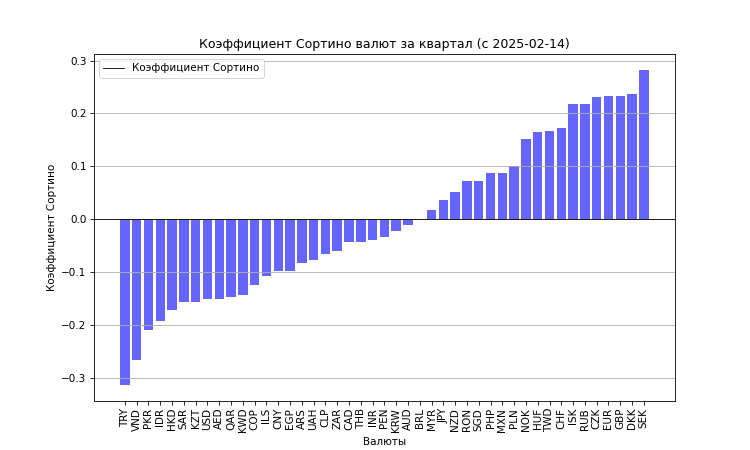 Коэффициент Сортино валют за квартал (с 2025-02-14)
Коэффициент Сортино
Коэффициент Сортино
0.3
0.2
0.1
0.0
−0.1
−0.2
−0.3
TRY
VND
PKR
IDR
HKD
SAR
KZT
USD
AED
QAR
KWD
COP
ILS
CNY
EGP
ARS
UAH
CLP
ZAR
CAD
THB
INR
PEN
KRW
AUD
BRL
MYR
JPY
NZD
RON
SGD
PHP
MXN
PLN
NOK
HUF
TWD
CHF
ISK
RUB
CZK
EUR
GBP
DKK
SEK
Валюты